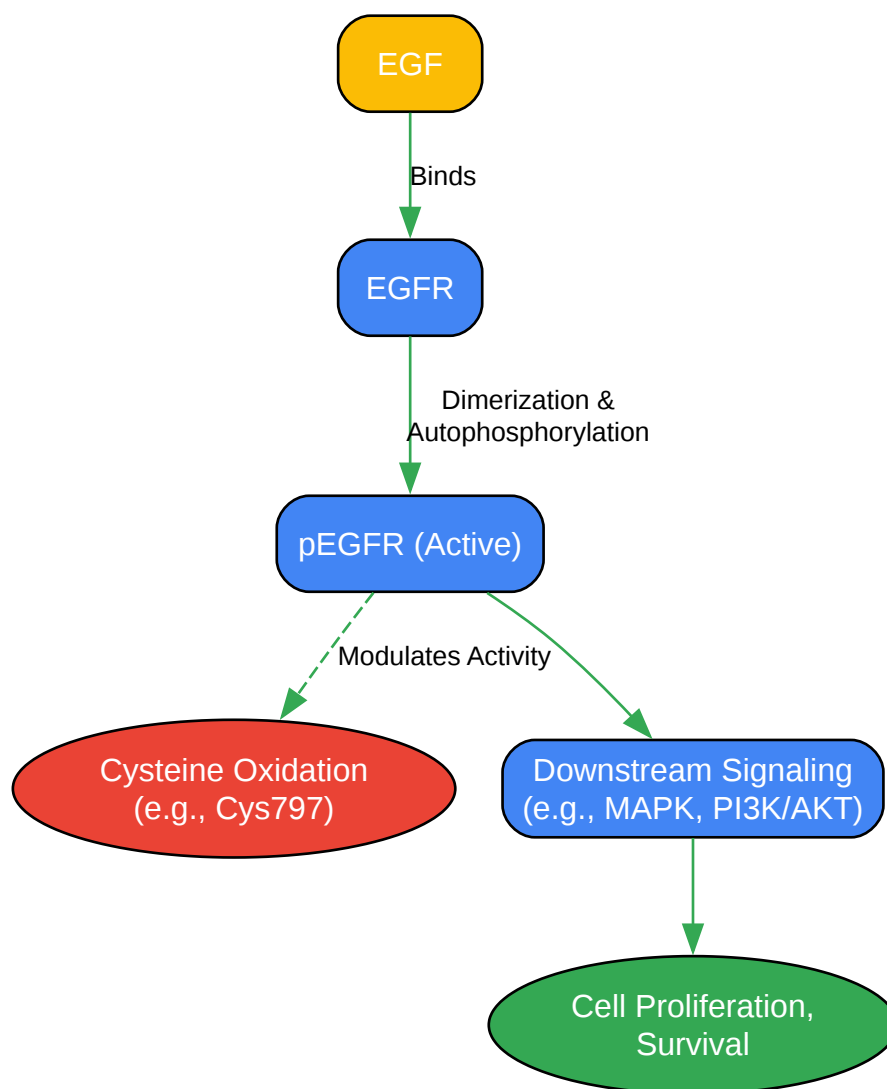 EGF
Binds
EGFR
Dimerization &
Autophosphorylation
pEGFR (Active)
Modulates Activity
Cysteine Oxidation
(e.g., Cys797)
Downstream Signaling
(e.g., MAPK, PI3K/AKT)
Cell Proliferation,
Survival